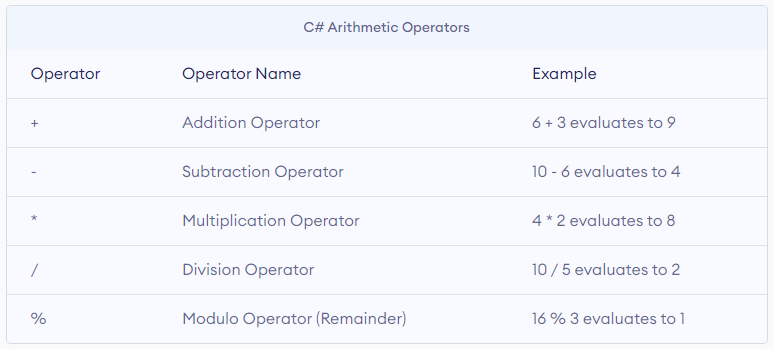 C# Arithmetic Operators
Operator Operator Name Example
+ Addition Operator 6 + 3 evaluates to 9
- Subtraction Operator 10 - 6 evaluates to 4
* Multiplication Operator 4 * 2 evaluates to 8
/ Division Operator 10 / 5 evaluates to 2
% Modulo Operator (Remainder) 16 % 3 evaluates to 1